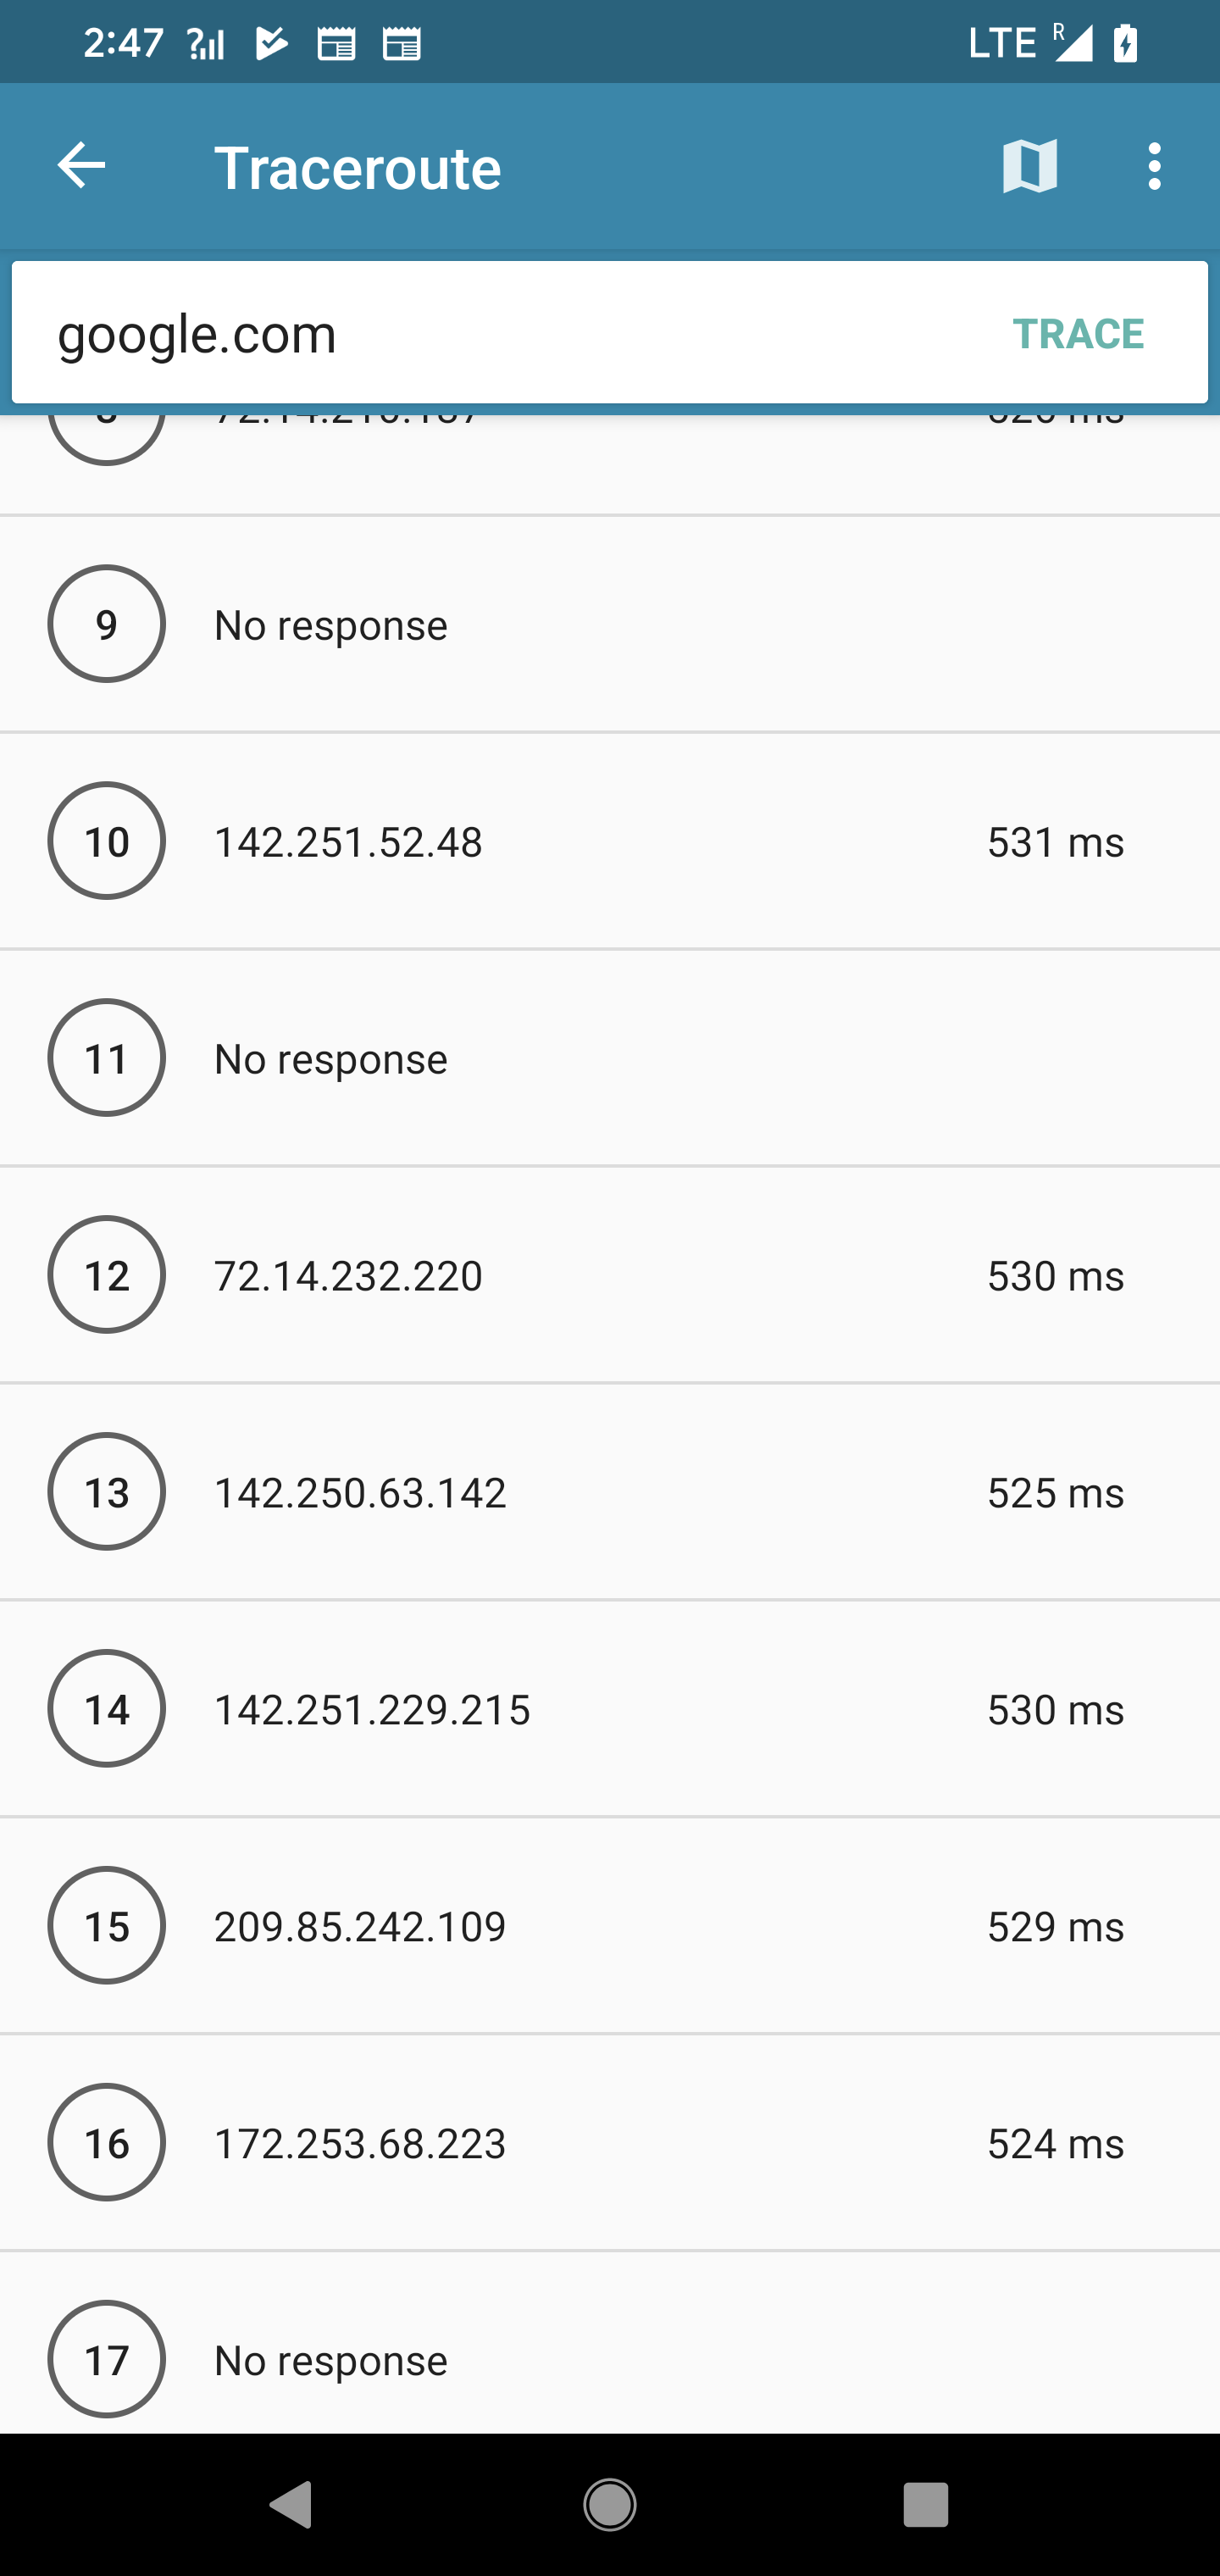 2:47
LTE R
Traceroute
google.com TRACE
9 No response
10 142.251.52.48 531 ms
11 No response
12 72.14.232.220 530 ms
13 142.250.63.142 525 ms
14 142.251.229.215 530 ms
15 209.85.242.109 529 ms
16 172.253.68.223 524 ms
17 No response